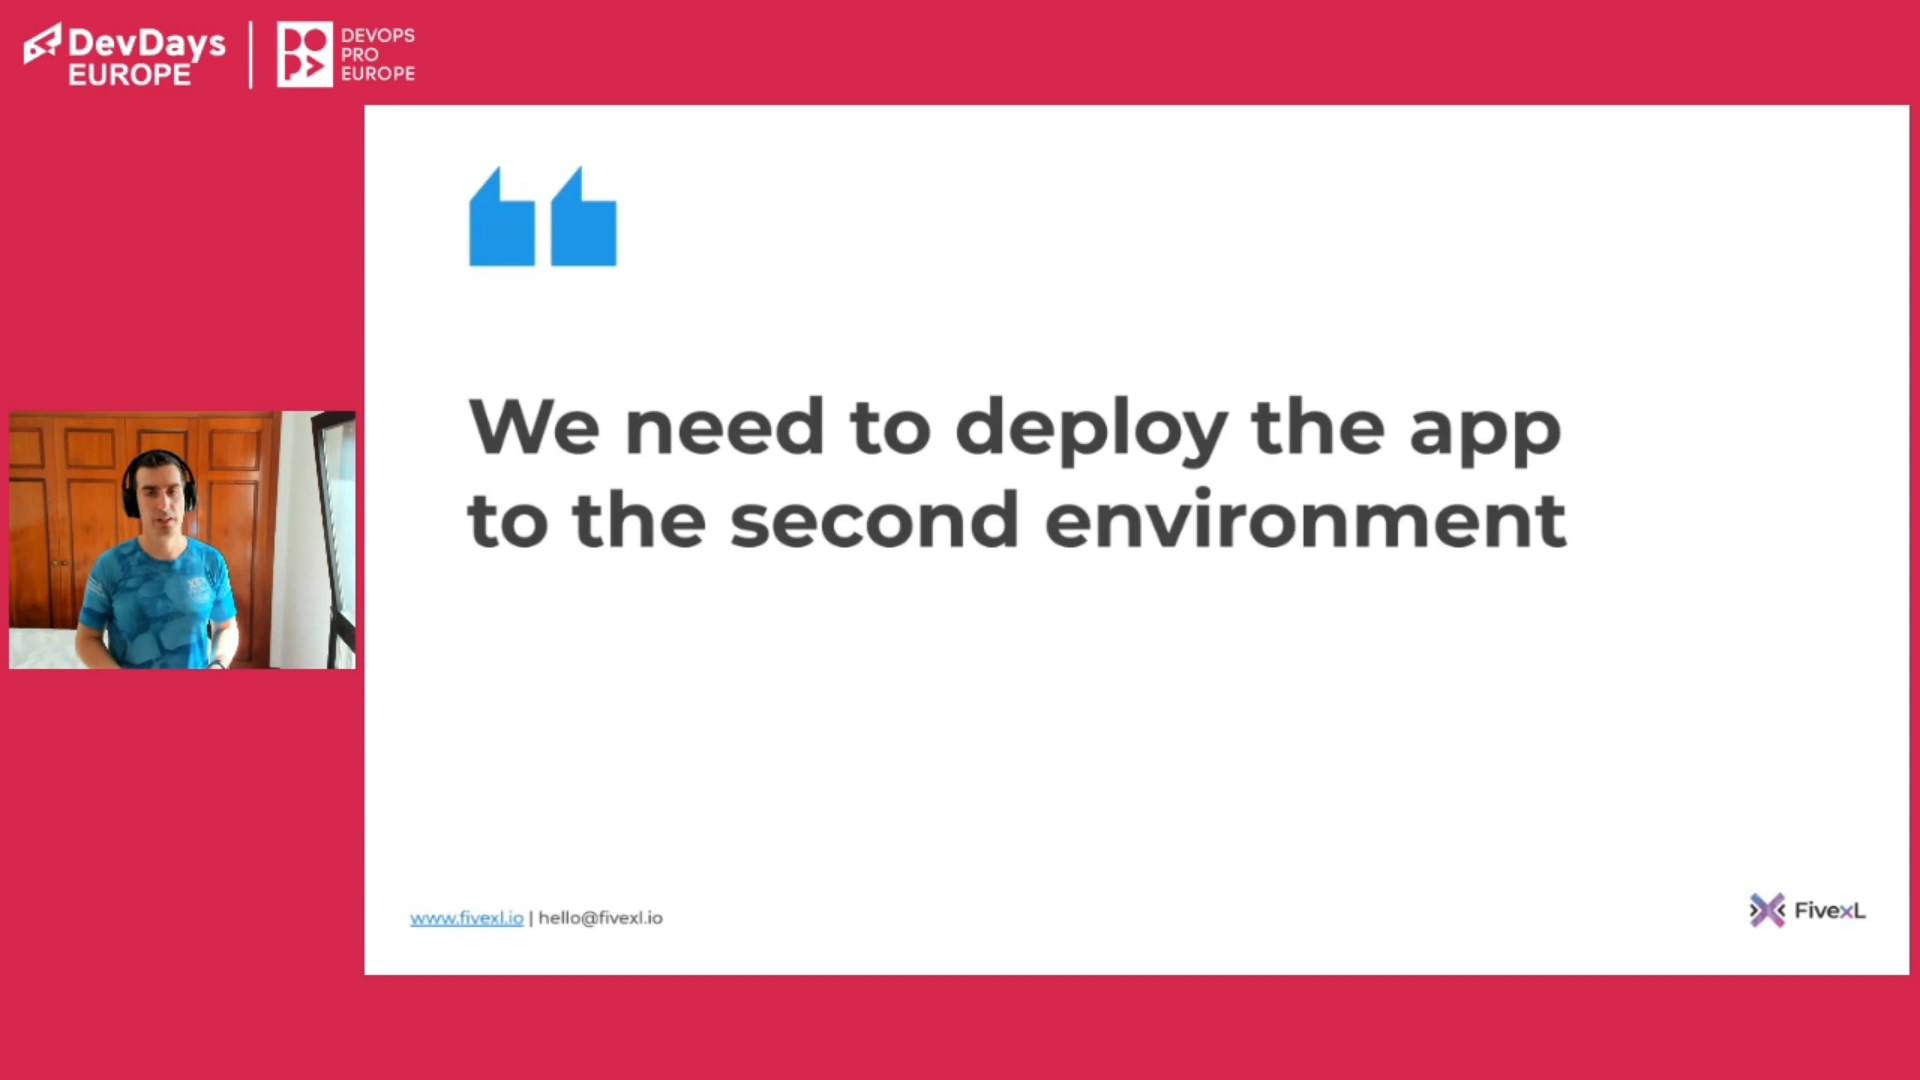 DevDays
EUROPE
DEVOPS
PRO
EUROPE
We need to deploy the app
to the second environment
www.fivexl.io | hello@fivexl.io
FivexL